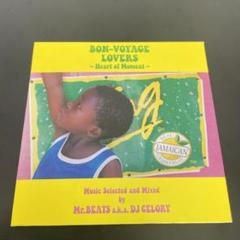 BON-VOYAGE
LOVERS
~ Heart of Moment ~
JAMAICAN
Music Selected and Mixed
by
Mr.BEATS a.k.a. DJ CELORY